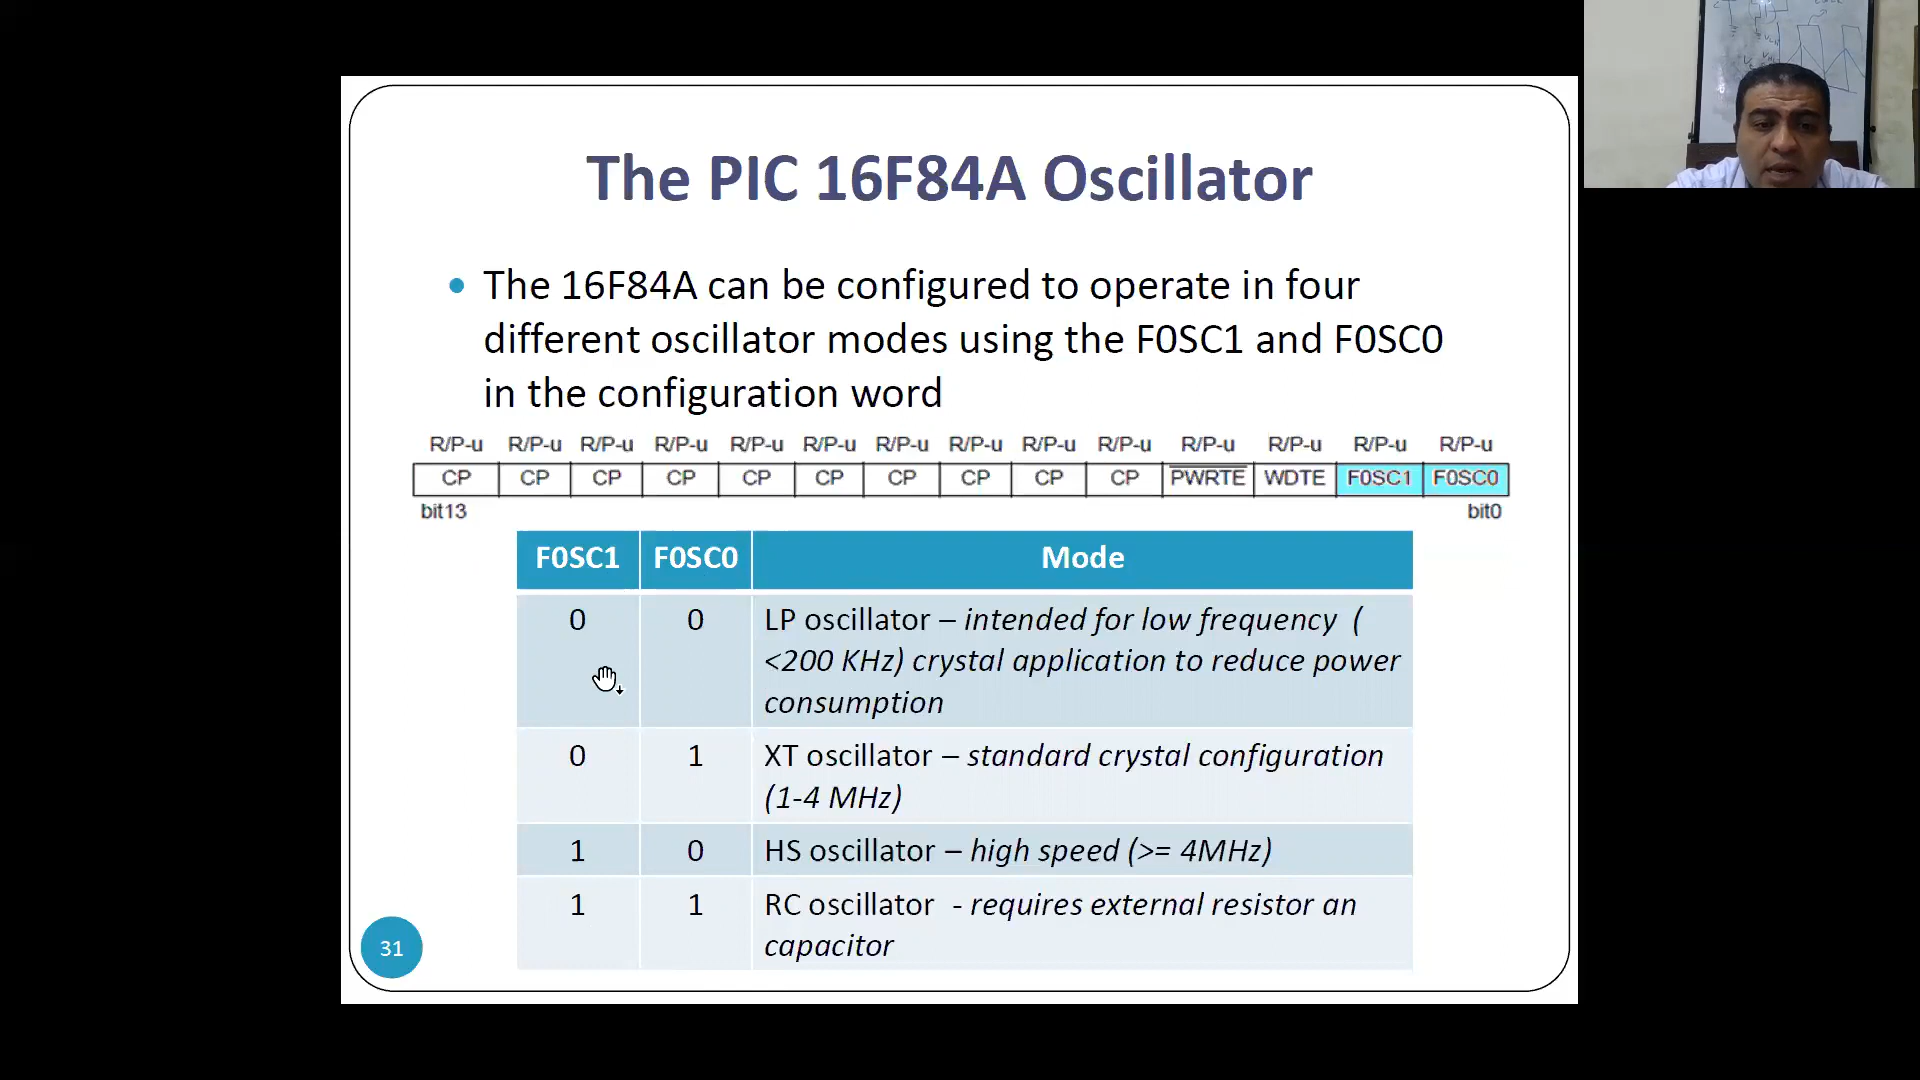 The PIC 16F84A Oscillator
• The 16F84A can be configured to operate in four
different oscillator modes using the F0SC1 and F0SC0
in the configuration word
R/P-u R/P-u R/P-u R/P-u R/P-u R/P-u R/P-u R/P-u R/P-u R/P-u R/P-u R/P-u R/P-u R/P-u
CP CP CP CP CP CP CP CP CP CP PWRTE WDTE F0SC1 F0SC0
bit13 bit0
F0SC1 F0SC0 Mode
0 0 LP oscillator – intended for low frequency (
<200 KHz) crystal application to reduce power
consumption
0 1 XT oscillator – standard crystal configuration
(1-4 MHz)
1 0 HS oscillator – high speed (>= 4MHz)
1 1 RC oscillator - requires external resistor an
capacitor
31